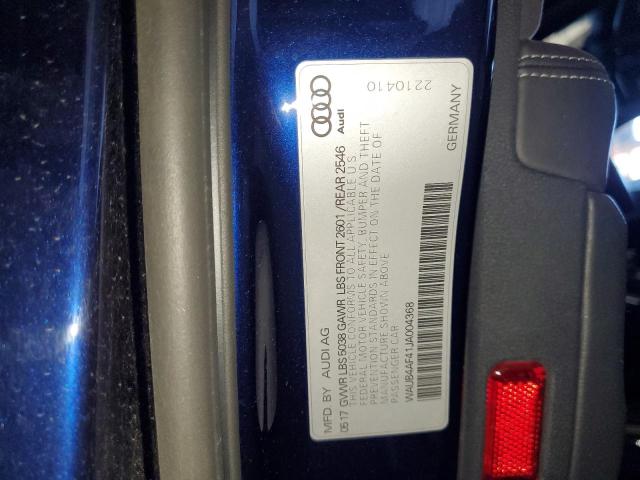 Audi
2210410
MFD. BY AUDI AG
06 17 GVWR LBS 5038 GAWR LBS FRONT 2601 / REAR 2546
THIS VEHICLE CONFORMS TO ALL APPLICABLE U.S.
FEDERAL MOTOR VEHICLE SAFETY, BUMPER AND THEFT
PREVENTION STANDARDS IN EFFECT ON THE DATE OF
MANUFACTURE SHOWN ABOVE
PASSENGER CAR
GERMANY
WAUB4AF41JA004368